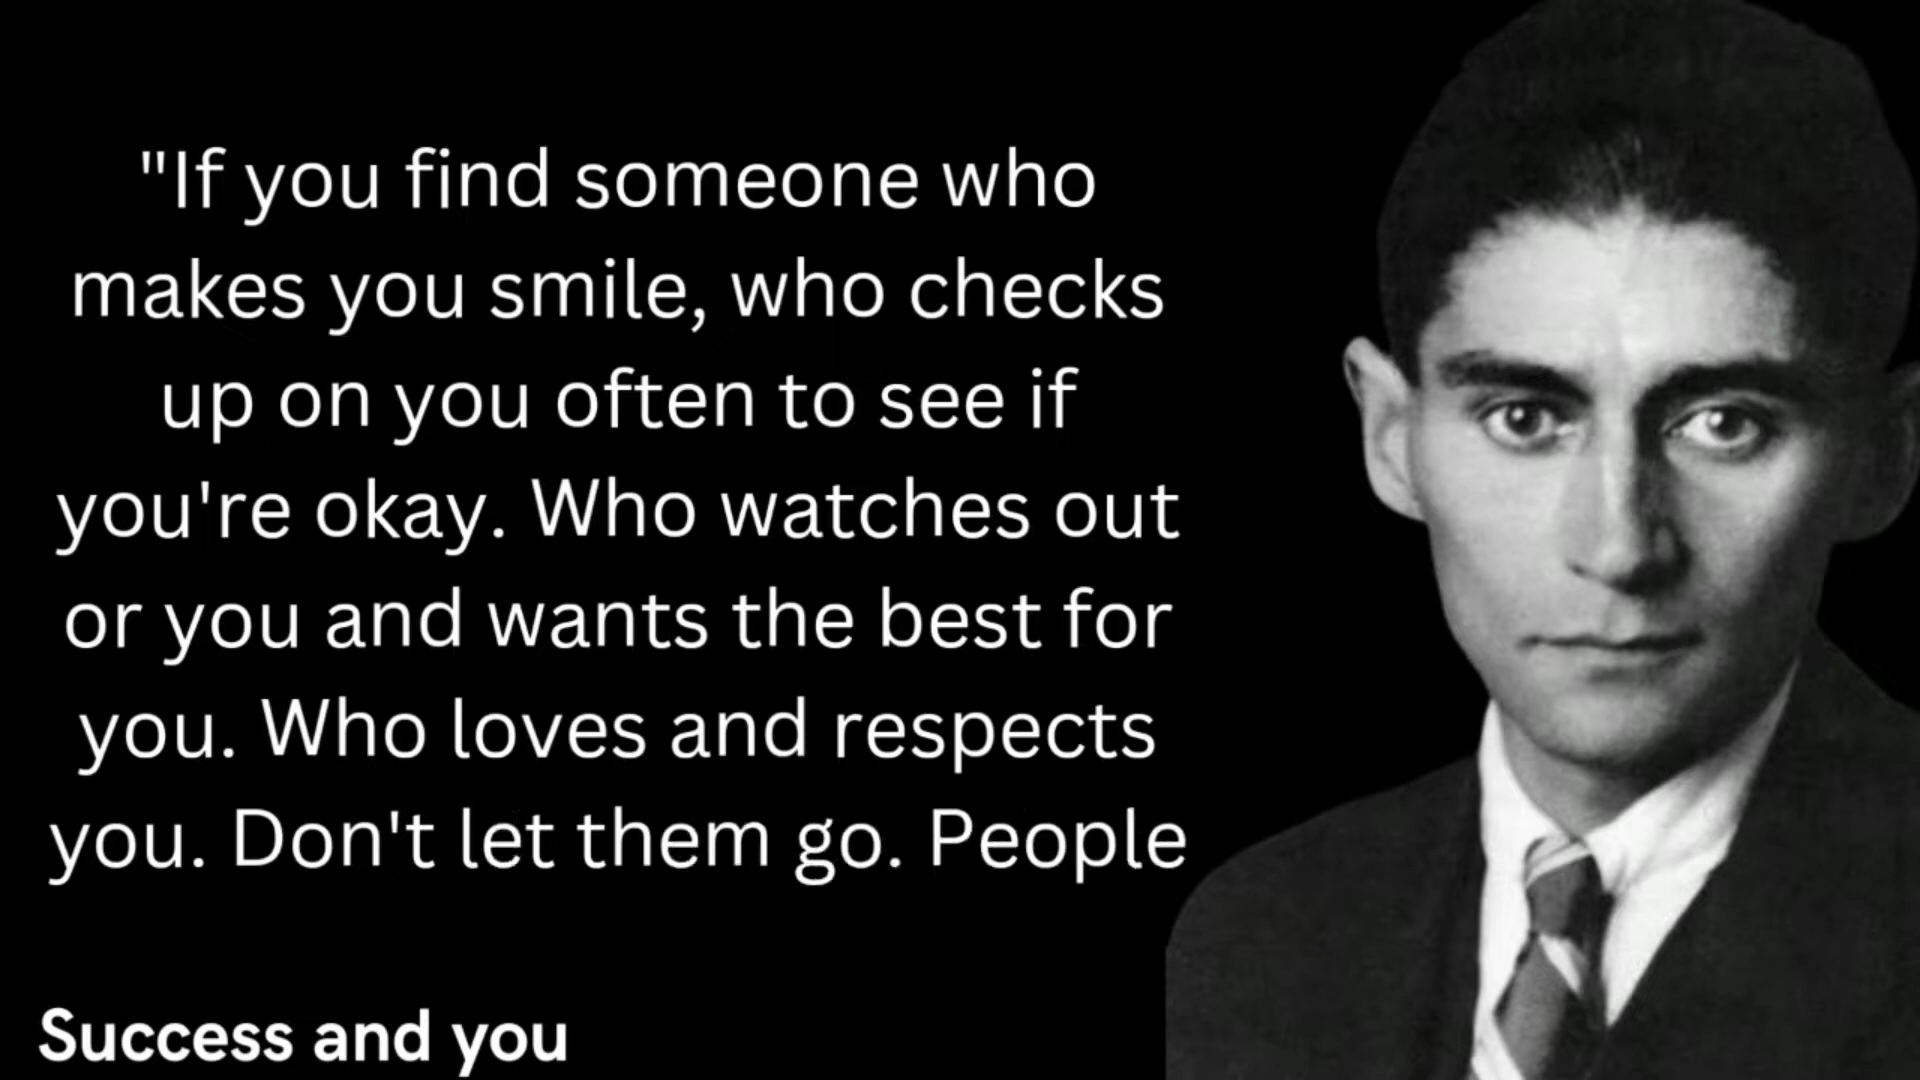 "If you find someone who
makes you smile, who checks
up on you often to see if
you're okay. Who watches out
or you and wants the best for
you. Who loves and respects
you. Don't let them go. People
Success and you